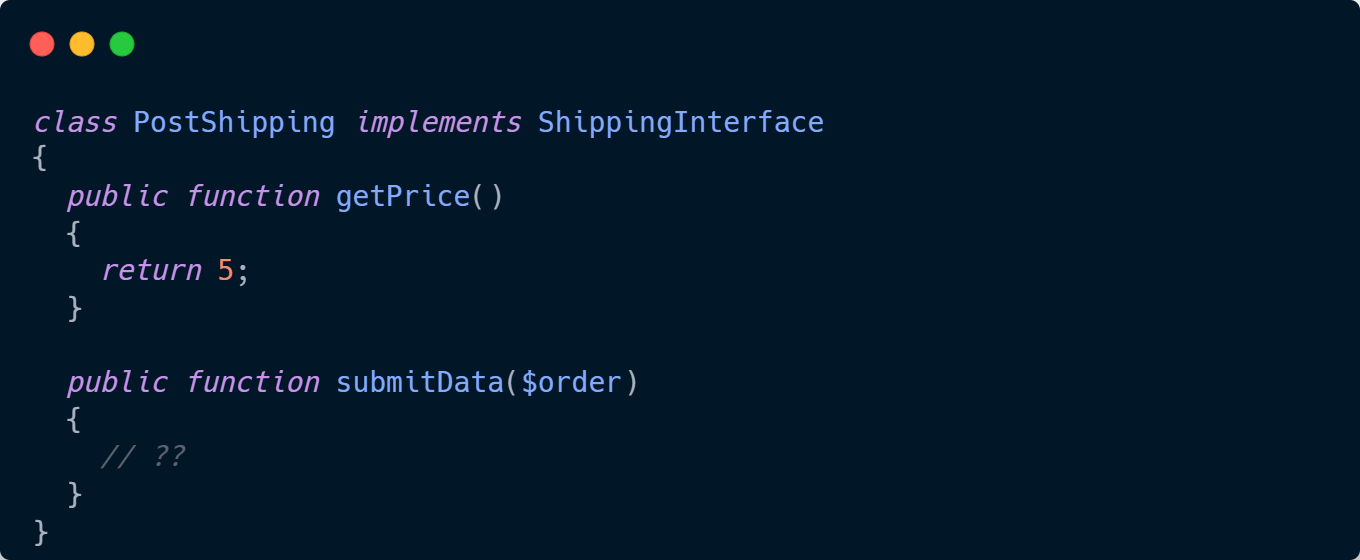 class PostShipping implements ShippingInterface
{
  public function getPrice()
  {
    return 5;
  }

  public function submitData($order)
  {
    // ??
  }
}